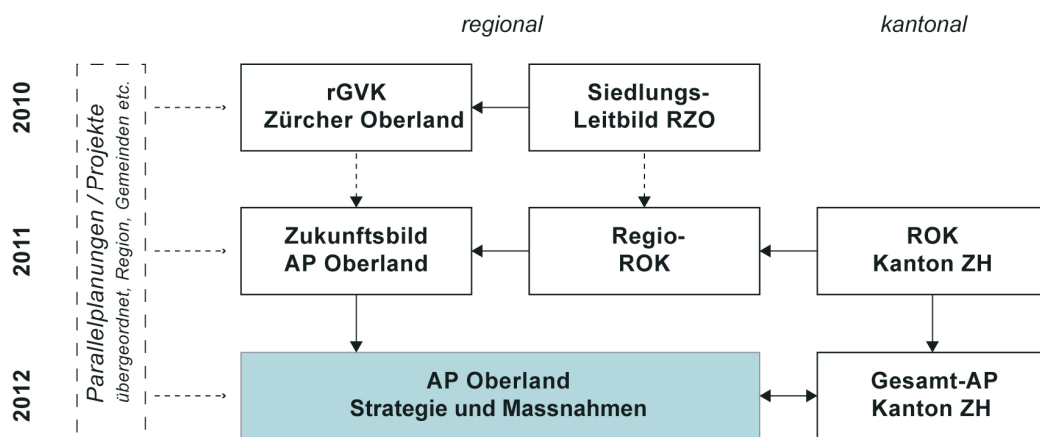 regional
kantonal
2010
2011
2012
Parallelplanungen / Projekte
übergeordnet, Region, Gemeinden etc.
rGVK
Zürcher Oberland
Siedlungs-
Leitbild RZO
Zukunftsbild
AP Oberland
Regio-
ROK
ROK
Kanton ZH
AP Oberland
Strategie und Massnahmen
Gesamt-AP
Kanton ZH